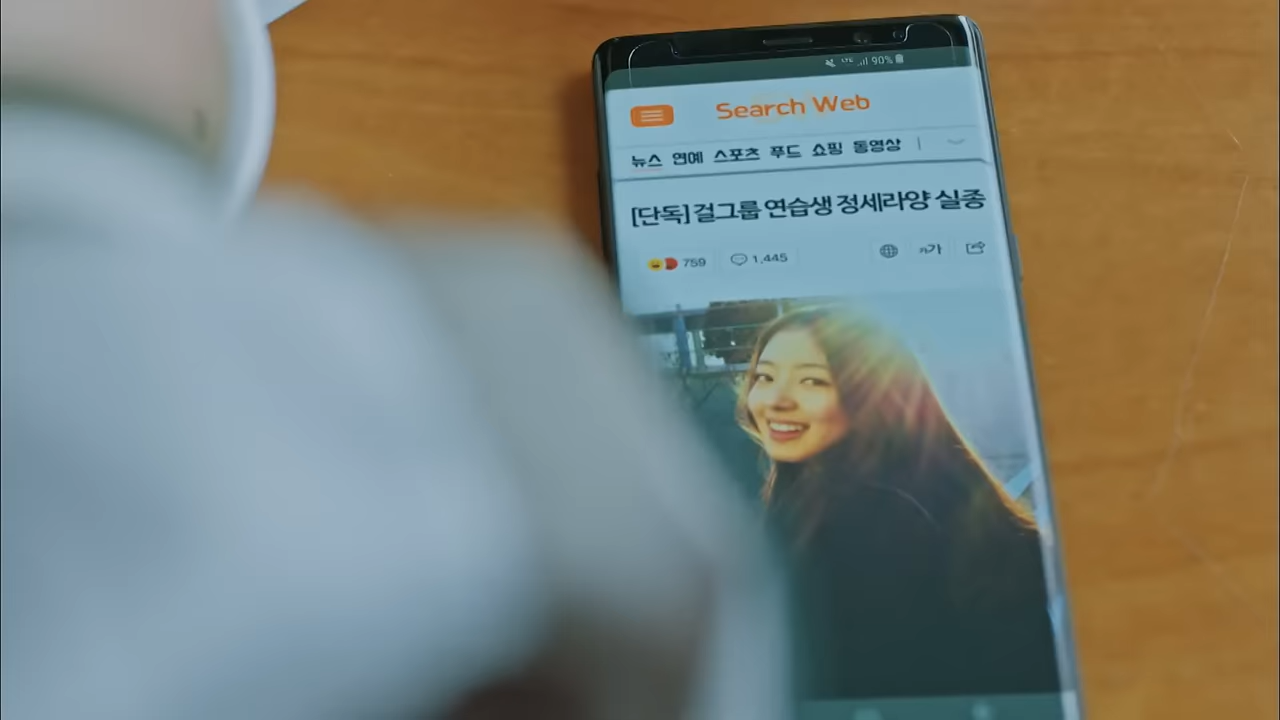 LTE 90%
Search Web
뉴스 연예 스포츠 푸드 쇼핑 동영상
[단독] 걸그룹 연습생 정세라양 실종
759 1,445 가